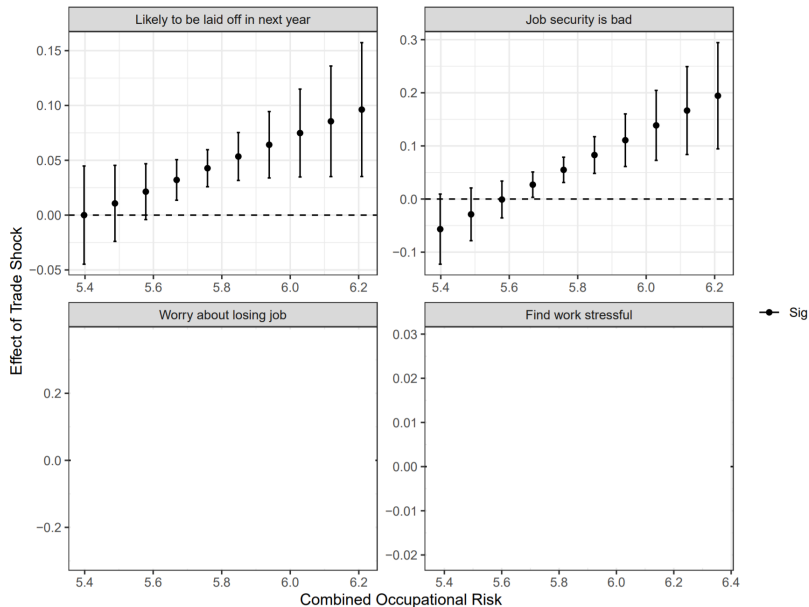 Likely to be laid off in next year
Job security is bad
0.15
0.10
0.05
0.00
−0.05
0.3
0.2
0.1
0.0
−0.1
5.4 5.6 5.8 6.0 6.2
5.4 5.6 5.8 6.0 6.2
Effect of Trade Shock
Sig
Worry about losing job
Find work stressful
0.2
0.0
−0.2
0.03
0.02
0.01
0.00
−0.01
−0.02
5.4 5.6 5.8 6.0 6.2
5.4 5.6 5.8 6.0 6.2 6.4
Combined Occupational Risk